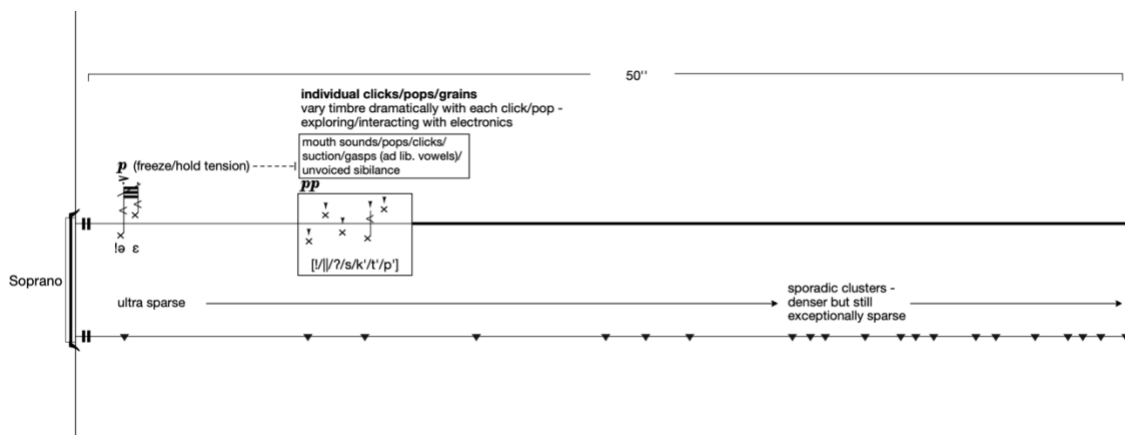 50"
individual clicks/pops/grains
vary timbre dramatically with each click/pop -
exploring/interacting with electronics
mouth sounds/pops/clicks/
suction/gasps (ad lib. vowels)/
unvoiced sibilance
p (freeze/hold tension)
pp
!ə ɛ
[!/||/?/s/k'/t'/p']
Soprano
ultra sparse
sporadic clusters -
denser but still
exceptionally sparse